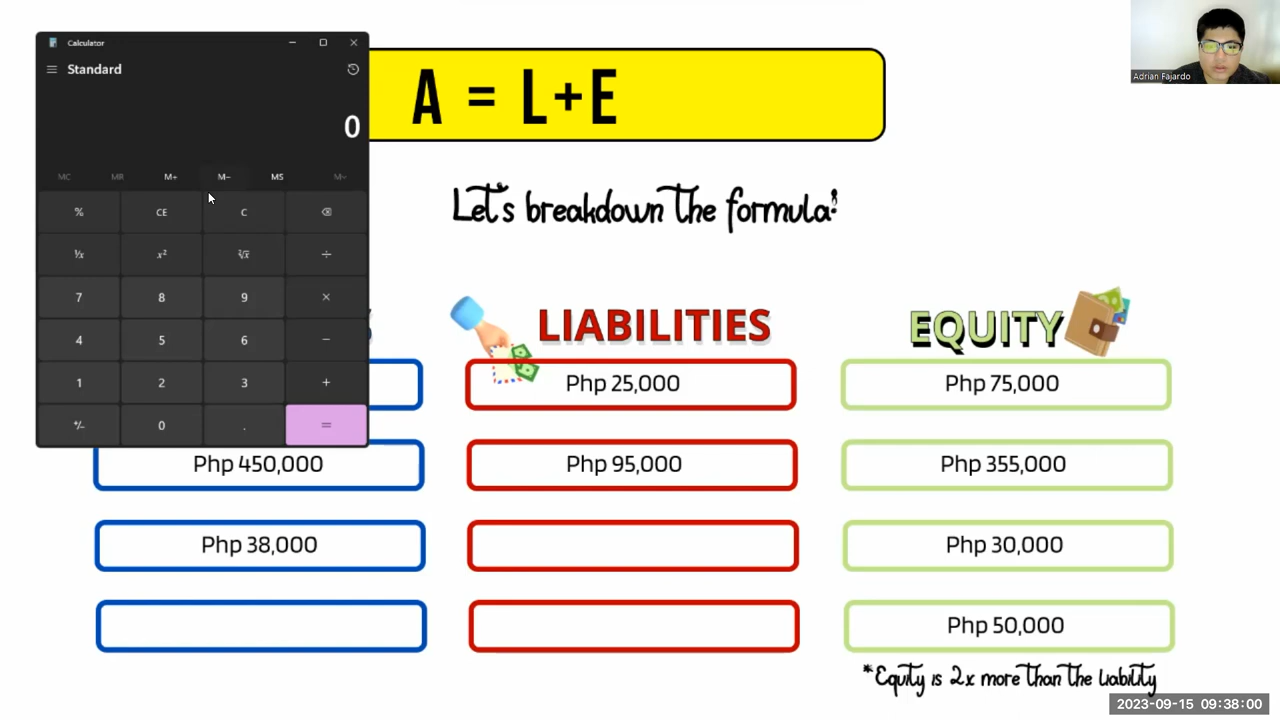 Calculator
Standard
0
MC MR M+ M- MS M˅
% CE C
¹/x x² ²√x ÷
7 8 9 ×
4 5 6 −
1 2 3 +
+/− 0 . =
A = L+E
Adrian Fajardo
Let's breakdown the formula!
LIABILITIES EQUITY
Php 25,000 Php 75,000
Php 450,000 Php 95,000 Php 355,000
Php 38,000 Php 30,000
Php 50,000
*Equity is 2x more than the liability
2023-09-15 09:38:00